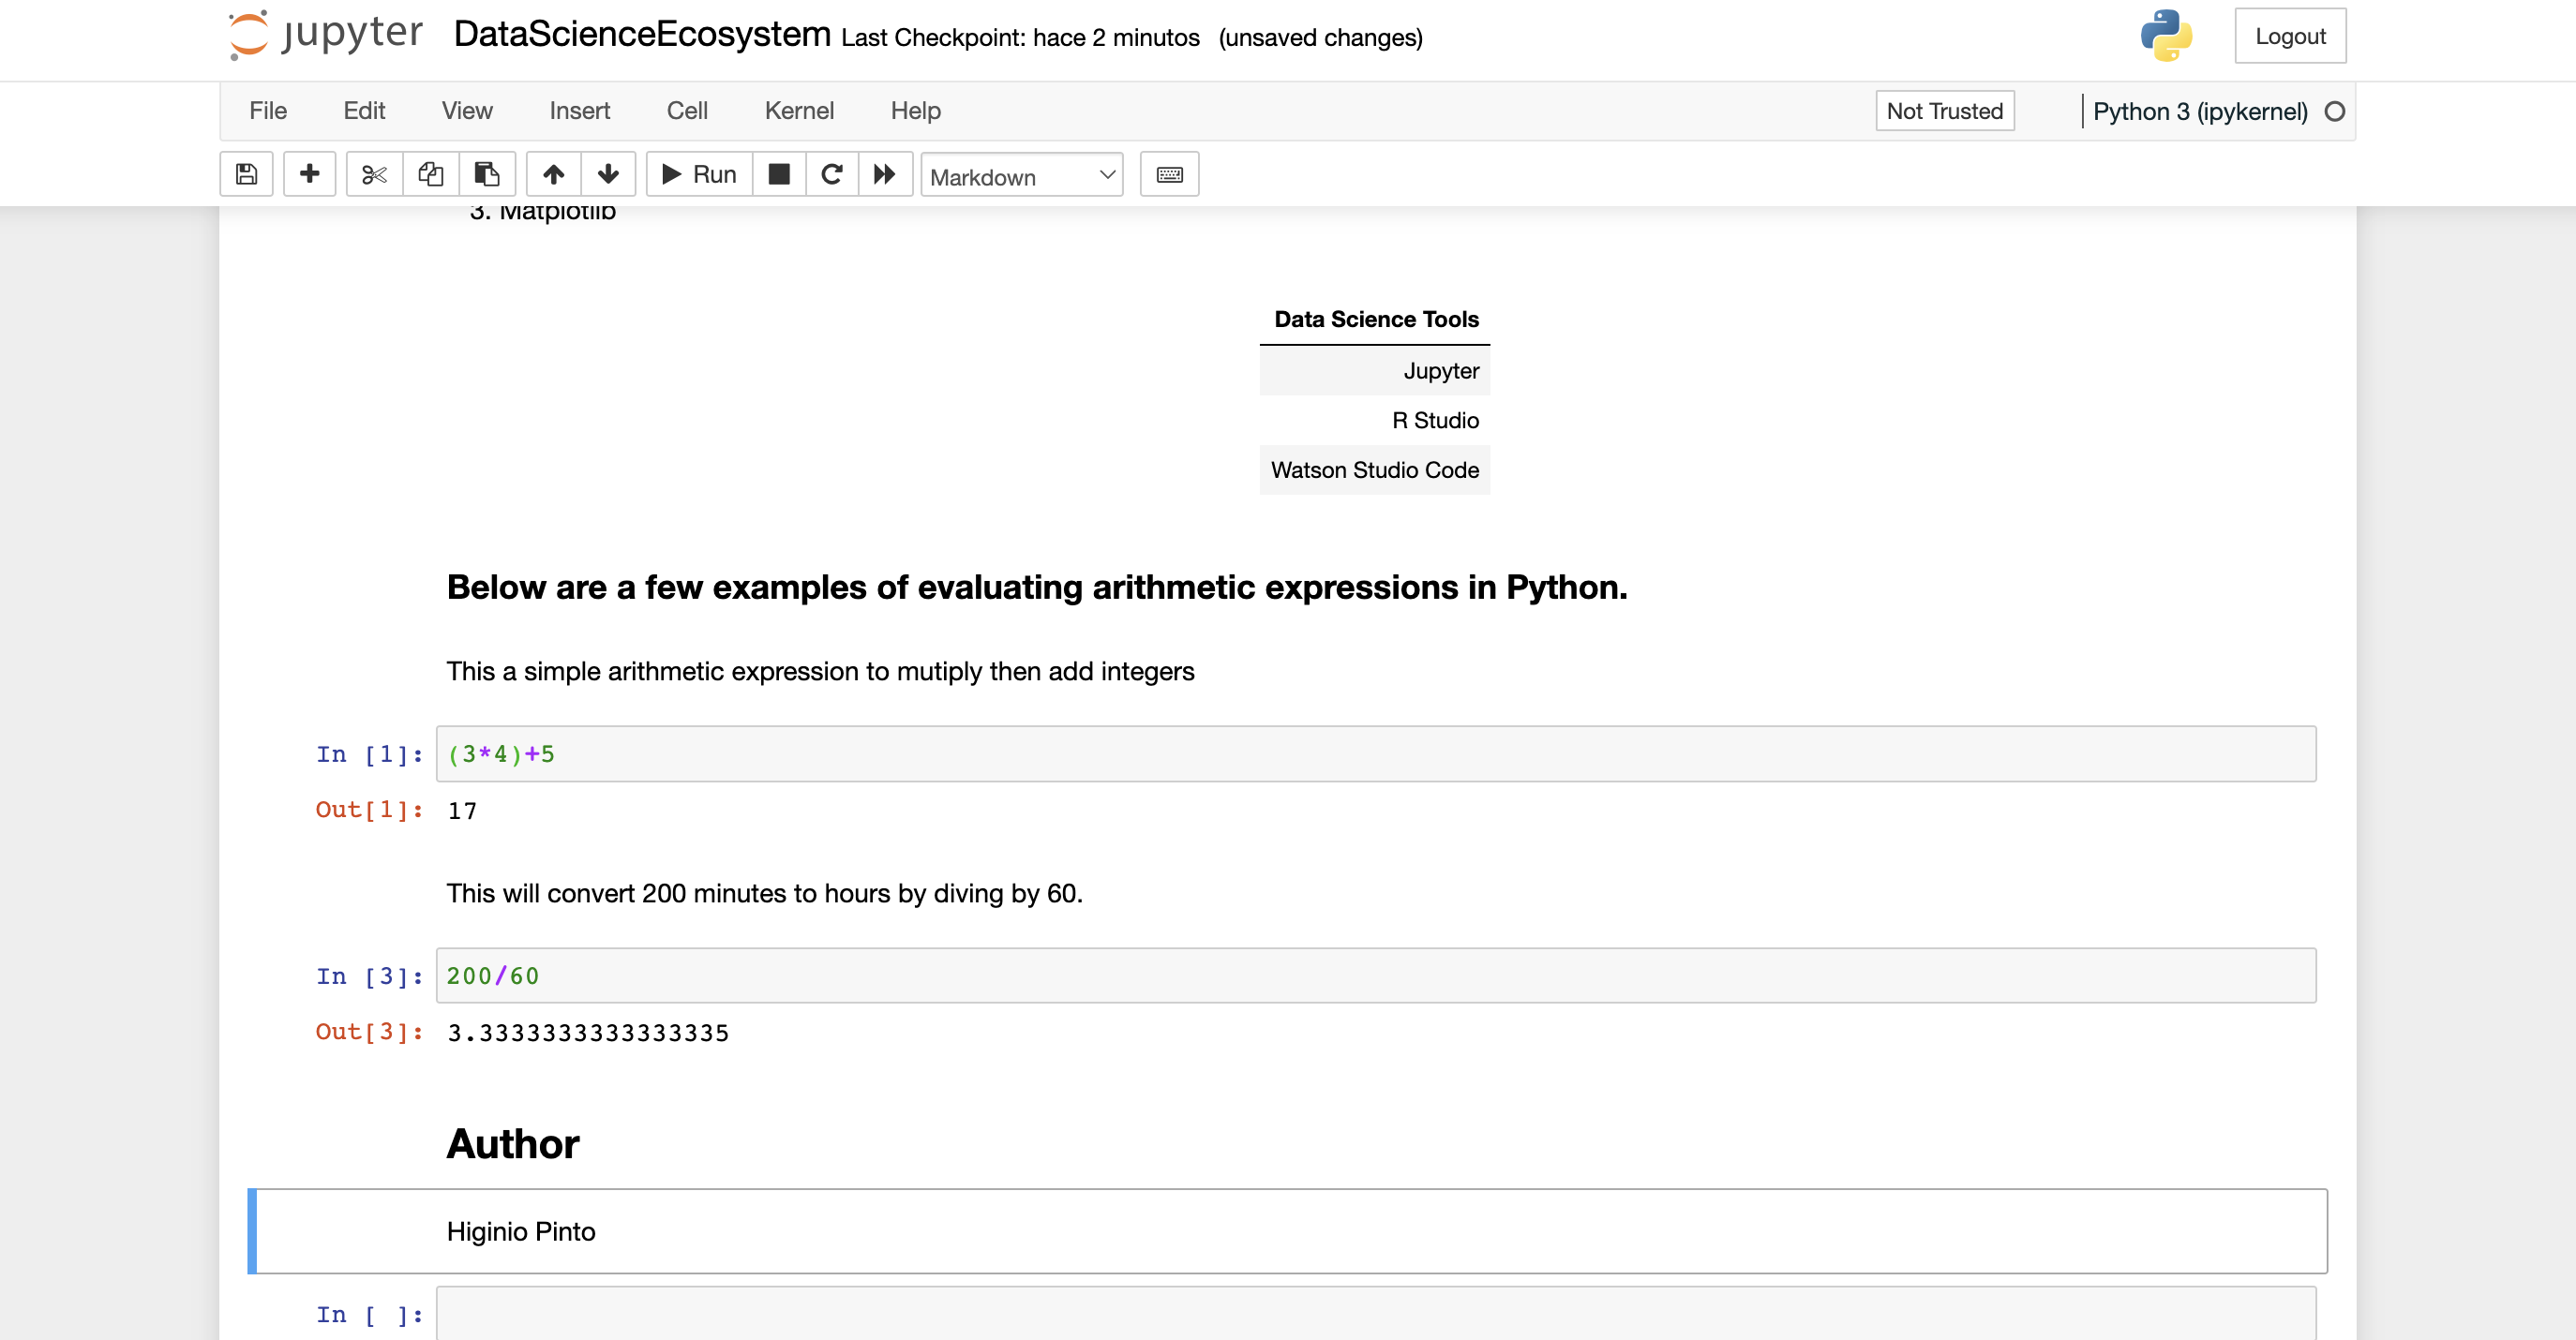 jupyter DataScienceEcosystem Last Checkpoint: hace 2 minutos (unsaved changes) Logout
File Edit View Insert Cell Kernel Help Not Trusted Python 3 (ipykernel)
Run Markdown
3. Matplotlib
Data Science Tools
Jupyter
R Studio
Watson Studio Code
Below are a few examples of evaluating arithmetic expressions in Python.
This a simple arithmetic expression to mutiply then add integers
In [1]: (3*4)+5
Out[1]: 17
This will convert 200 minutes to hours by diving by 60.
In [3]: 200/60
Out[3]: 3.3333333333333335
Author
Higinio Pinto
In [ ]: